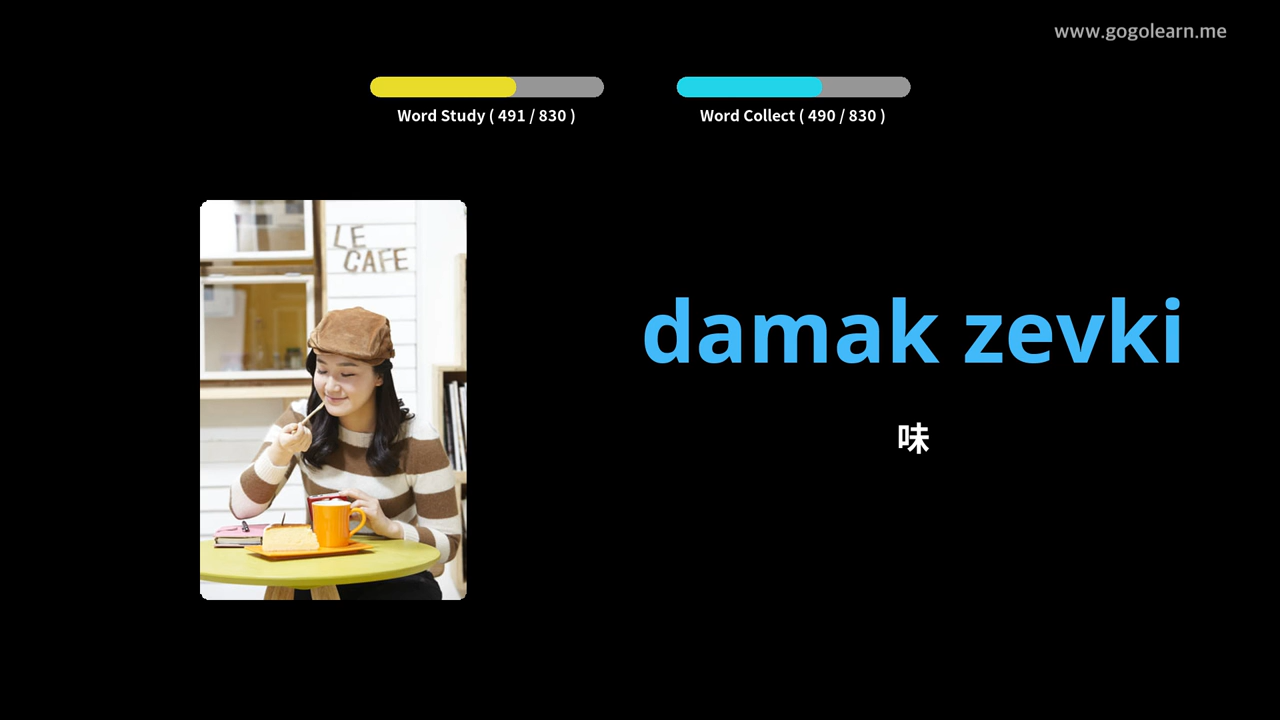 www.gogolearn.me
Word Study ( 491 / 830 )
Word Collect ( 490 / 830 )
LE
CAFE
damak zevki
味